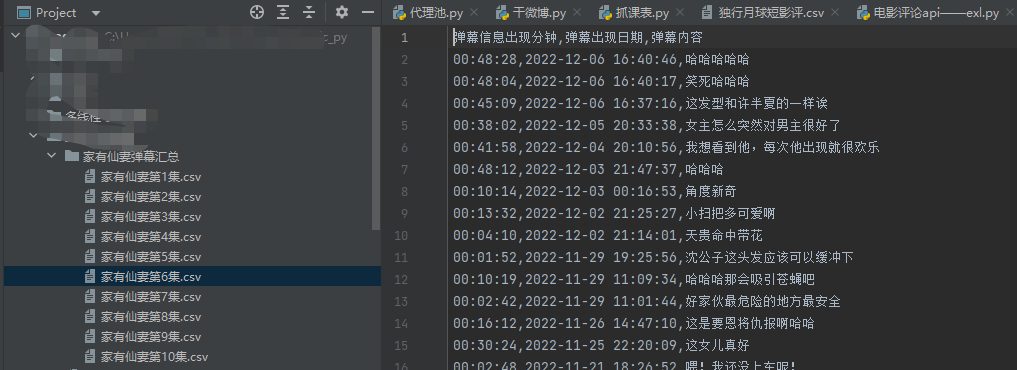 Project
代理池.py
干微博.py
抓课表.py
独行月球短影评.csv
电影评论api——exl.py
_py
家有仙妻弹幕汇总
家有仙妻第1集.csv
家有仙妻第2集.csv
家有仙妻第3集.csv
家有仙妻第4集.csv
家有仙妻第5集.csv
家有仙妻第6集.csv
家有仙妻第7集.csv
家有仙妻第8集.csv
家有仙妻第9集.csv
家有仙妻第10集.csv
1 弹幕信息出现分钟,弹幕出现日期,弹幕内容
2 00:48:28,2022-12-06 16:40:46,哈哈哈哈哈
3 00:48:04,2022-12-06 16:40:17,笑死哈哈哈
4 00:45:09,2022-12-06 16:37:16,这发型和许半夏的一样诶
5 00:38:02,2022-12-05 20:33:38,女主怎么突然对男主很好了
6 00:41:58,2022-12-04 20:10:56,我想看到他，每次他出现就很欢乐
7 00:48:12,2022-12-03 21:47:37,哈哈哈
8 00:10:14,2022-12-03 00:16:53,角度新奇
9 00:13:32,2022-12-02 21:25:27,小扫把多可爱啊
10 00:04:10,2022-12-02 21:14:01,天贵命中带花
11 00:01:52,2022-11-29 19:25:56,沈公子这头发应该可以缓冲下
12 00:10:19,2022-11-29 11:09:34,哈哈哈那会吸引苍蝇吧
13 00:02:42,2022-11-29 11:01:44,好家伙最危险的地方最安全
14 00:16:12,2022-11-26 14:47:10,这是要恩将仇报啊哈哈
15 00:30:24,2022-11-25 22:20:09,这女儿真好
16 00:02:48,2022-11-21 18:26:52,喂！我还没上车呢！